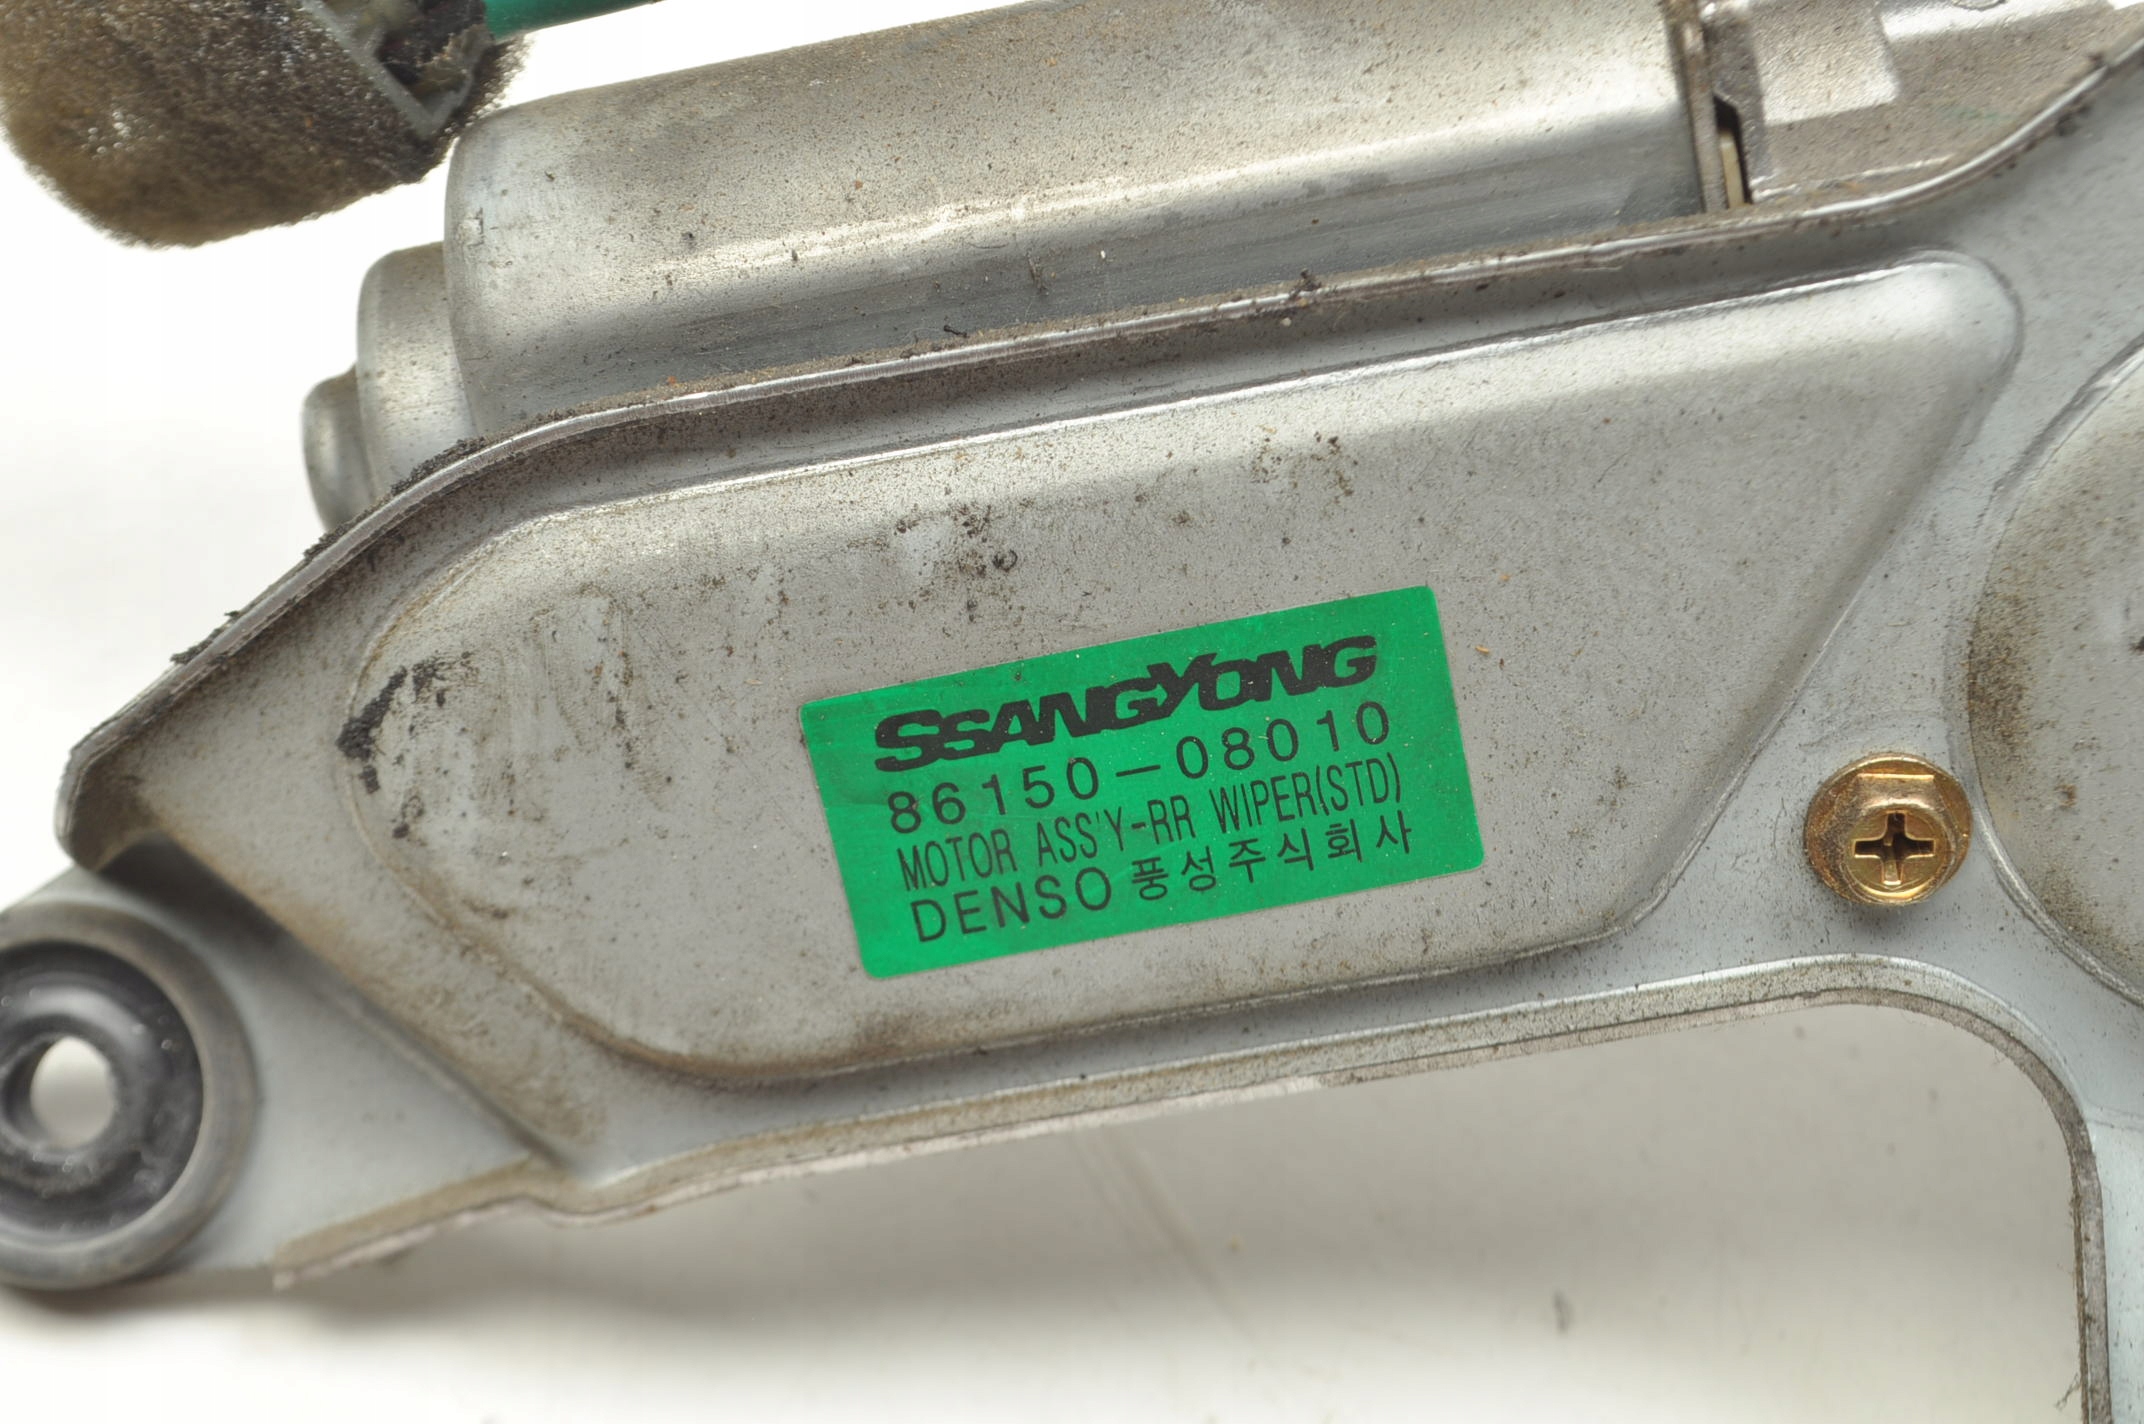 SSANGYONG
86150-08010
MOTOR ASS'Y-RR WIPER(STD)
DENSO 풍성주식회사